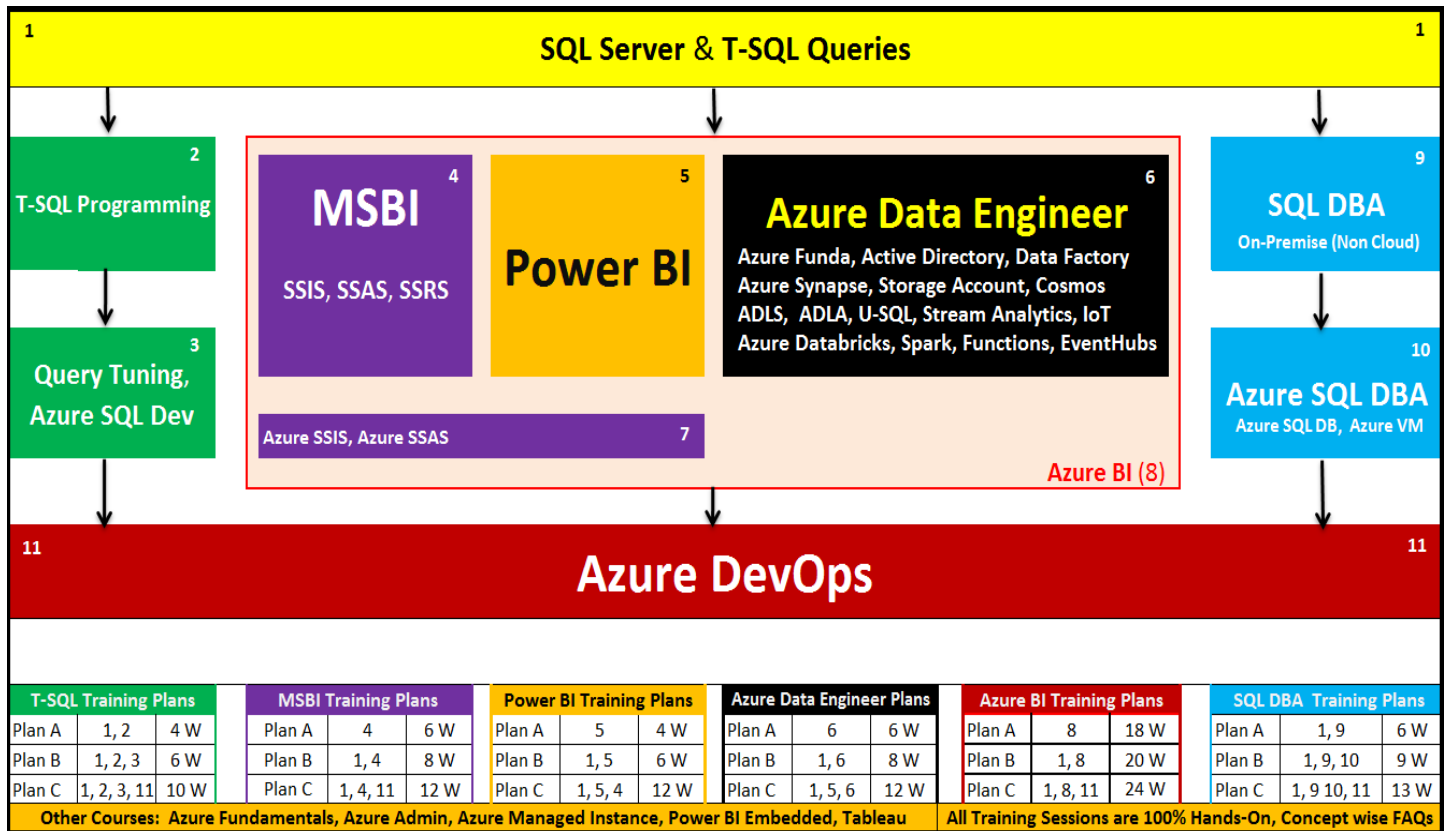 1
SQL Server & T-SQL Queries
1
2
T-SQL Programming
3
Query Tuning,
Azure SQL Dev
4
MSBI
SSIS, SSAS, SSRS
5
Power BI
6
Azure Data Engineer
Azure Funda, Active Directory, Data Factory
Azure Synapse, Storage Account, Cosmos
ADLS, ADLA, U-SQL, Stream Analytics, IoT
Azure Databricks, Spark, Functions, EventHubs
Azure SSIS, Azure SSAS
7
Azure BI (8)
9
SQL DBA
On-Premise (Non Cloud)
10
Azure SQL DBA
Azure SQL DB, Azure VM
11
Azure DevOps
11
T-SQL Training Plans
Plan A 1, 2 4 W
Plan B 1, 2, 3 6 W
Plan C 1, 2, 3, 11 10 W
MSBI Training Plans
Plan A 4 6 W
Plan B 1, 4 8 W
Plan C 1, 4, 11 12 W
Power BI Training Plans
Plan A 5 4 W
Plan B 1, 5 6 W
Plan C 1, 5, 4 12 W
Azure Data Engineer Plans
Plan A 6 6 W
Plan B 1, 6 8 W
Plan C 1, 5, 6 12 W
Azure BI Training Plans
Plan A 8 18 W
Plan B 1, 8 20 W
Plan C 1, 8, 11 24 W
SQL DBA Training Plans
Plan A 1, 9 6 W
Plan B 1, 9, 10 9 W
Plan C 1, 9 10, 11 13 W
Other Courses: Azure Fundamentals, Azure Admin, Azure Managed Instance, Power BI Embedded, Tableau
All Training Sessions are 100% Hands-On, Concept wise FAQs